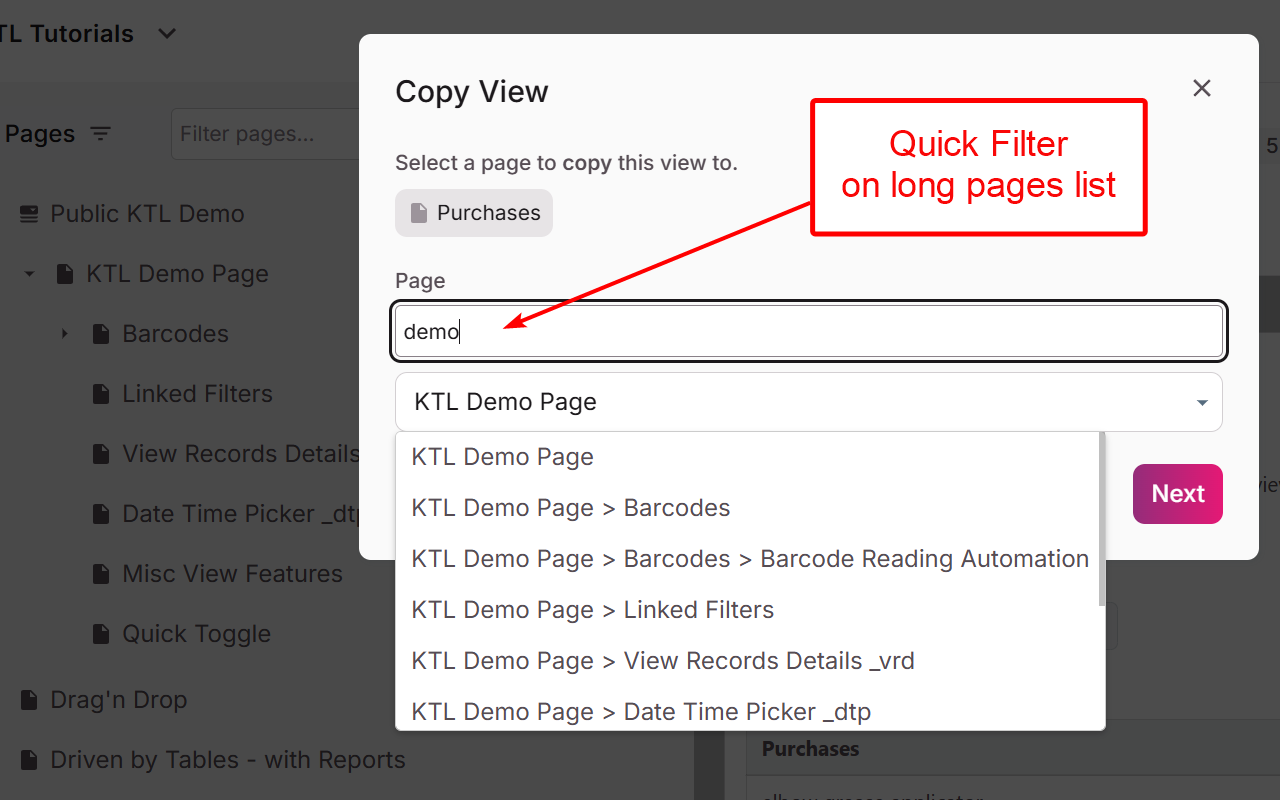 TL Tutorials
Pages
Filter pages...
Public KTL Demo
KTL Demo Page
Barcodes
Linked Filters
View Records Details
Date Time Picker _dtp
Misc View Features
Quick Toggle
Drag'n Drop
Driven by Tables - with Reports
Copy View
Select a page to copy this view to.
Purchases
Quick Filter
on long pages list
Page
demo
KTL Demo Page
KTL Demo Page
KTL Demo Page > Barcodes
KTL Demo Page > Barcodes > Barcode Reading Automation
KTL Demo Page > Linked Filters
KTL Demo Page > View Records Details _vrd
KTL Demo Page > Date Time Picker _dtp
Next
5
Purchases